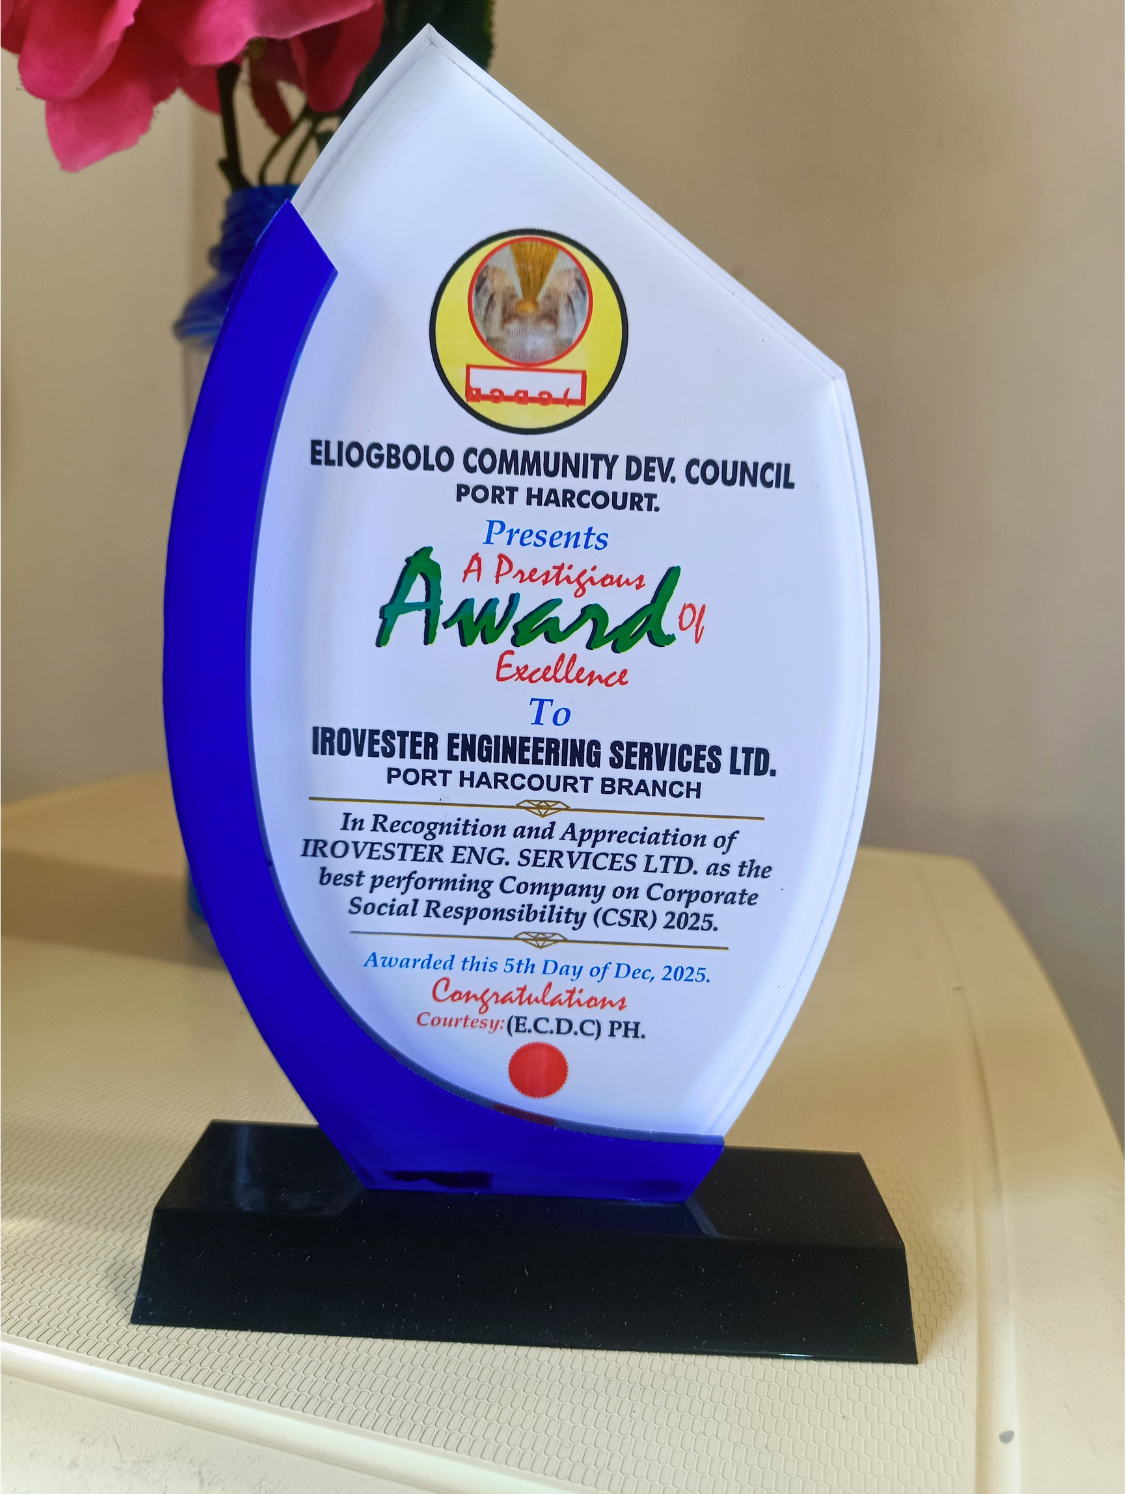 ELIOGBOLO COMMUNITY DEV. COUNCIL
PORT HARCOURT.
Presents
A Prestigious
Award Of
Excellence
To
IROVESTER ENGINEERING SERVICES LTD.
PORT HARCOURT BRANCH
In Recognition and Appreciation of
IROVESTER ENG. SERVICES LTD. as the
best performing Company on Corporate
Social Responsibility (CSR) 2025.
Awarded this 5th Day of Dec, 2025.
Congratulations
Courtesy: (E.C.D.C) PH.